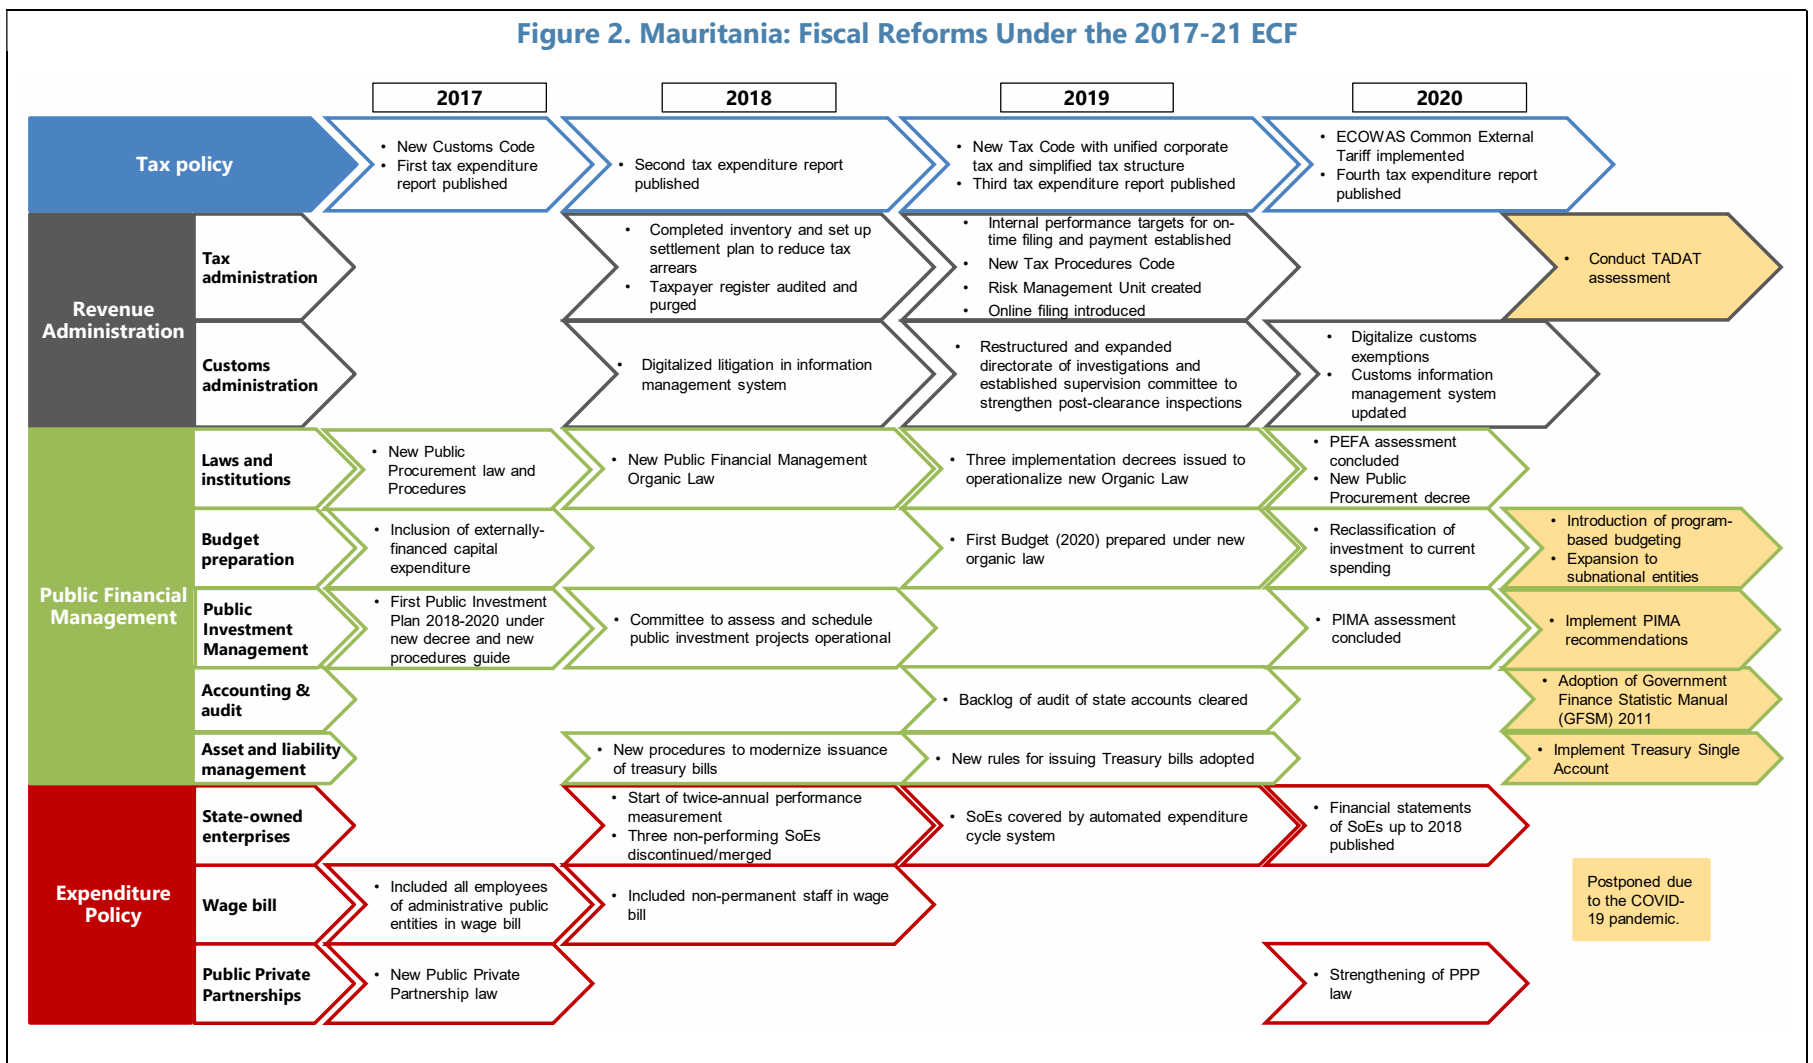 Figure 2. Mauritania: Fiscal Reforms Under the 2017-21 ECF
2017
2018
2019
2020
Tax policy
• New Customs Code
• First tax expenditure
report published
• Second tax expenditure report
published
• New Tax Code with unified corporate
tax and simplified tax structure
• Third tax expenditure report published
• ECOWAS Common External
Tariff implemented
• Fourth tax expenditure report
published
Revenue
Administration
Tax
administration
• Completed inventory and set up
settlement plan to reduce tax
arrears
• Taxpayer register audited and
purged
• Internal performance targets for on-
time filing and payment established
• New Tax Procedures Code
• Risk Management Unit created
• Online filing introduced
• Conduct TADAT
assessment
Customs
administration
• Digitalized litigation in information
management system
• Restructured and expanded
directorate of investigations and
established supervision committee to
strengthen post-clearance inspections
• Digitalize customs
exemptions
• Customs information
management system
updated
Public Financial
Management
Laws and
institutions
• New Public
Procurement law and
Procedures
• New Public Financial Management
Organic Law
• Three implementation decrees issued to
operationalize new Organic Law
• PEFA assessment
concluded
• New Public
Procurement decree
Budget
preparation
• Inclusion of externally-
financed capital
expenditure
• First Budget (2020) prepared under new
organic law
• Reclassification of
investment to current
spending
• Introduction of program-
based budgeting
• Expansion to
subnational entities
Public
Investment
Management
• First Public Investment
Plan 2018-2020 under
new decree and new
procedures guide
• Committee to assess and schedule
public investment projects operational
• PIMA assessment
concluded
• Implement PIMA
recommendations
Accounting &
audit
• Backlog of audit of state accounts cleared
• Adoption of Government
Finance Statistic Manual
(GFSM) 2011
Asset and liability
management
• New procedures to modernize issuance
of treasury bills
• New rules for issuing Treasury bills adopted
• Implement Treasury Single
Account
Expenditure
Policy
State-owned
enterprises
• Start of twice-annual performance
measurement
• Three non-performing SoEs
discontinued/merged
• SoEs covered by automated expenditure
cycle system
• Financial statements
of SoEs up to 2018
published
Wage bill
• Included all employees
of administrative public
entities in wage bill
• Included non-permanent staff in wage
bill
Postponed due
to the COVID-
19 pandemic.
Public Private
Partnerships
• New Public Private
Partnership law
• Strengthening of PPP
law